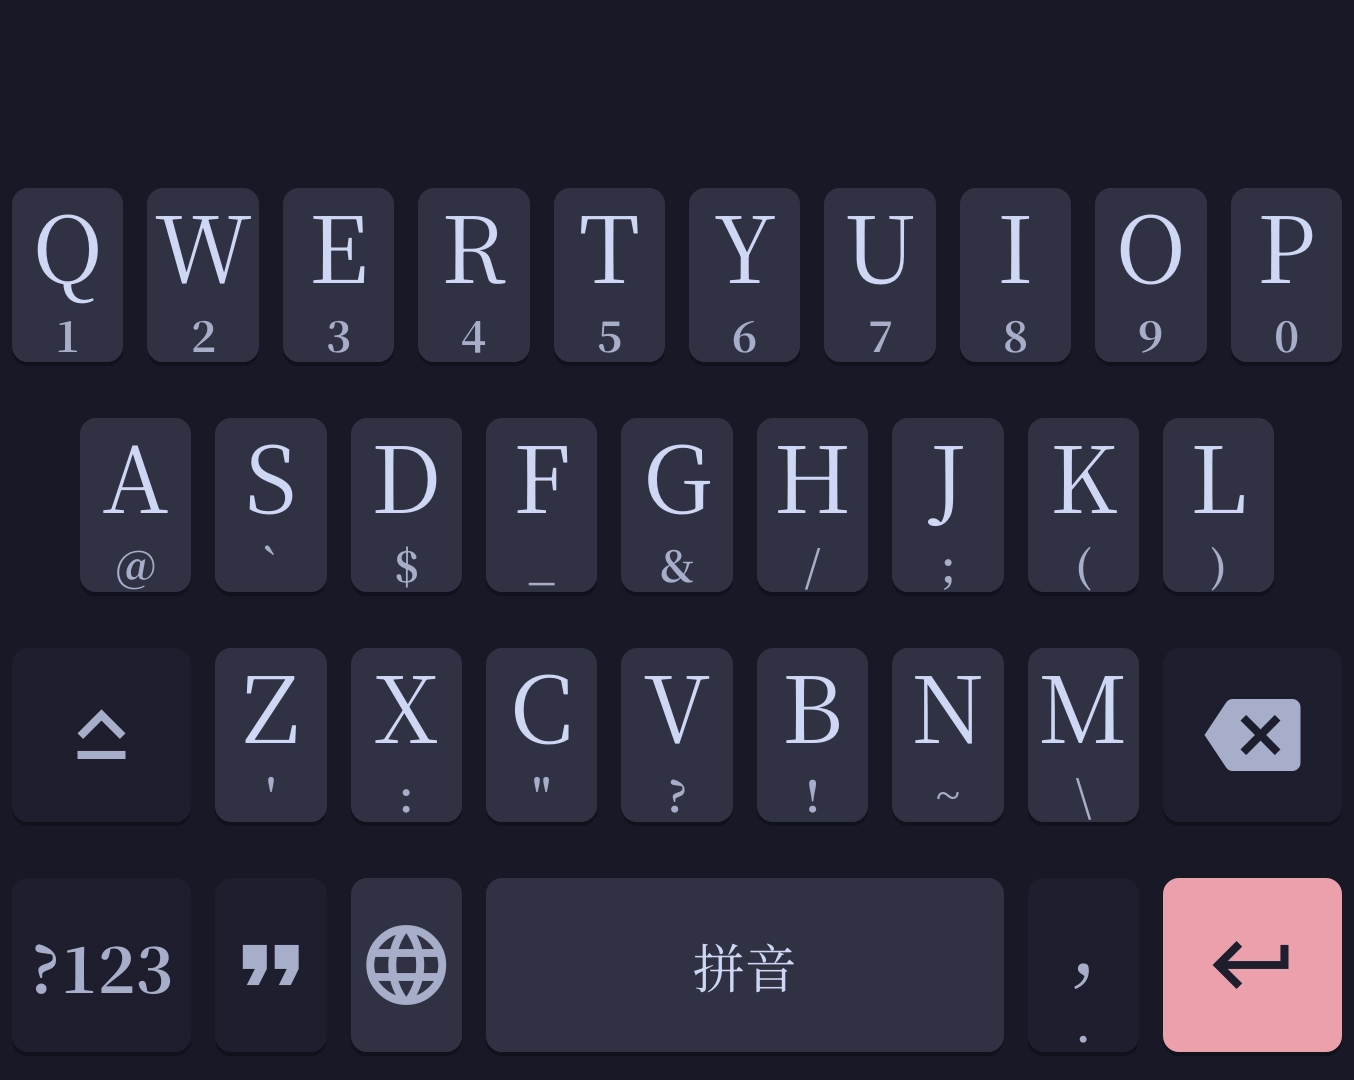 Q W E R T Y U I O P
1 2 3 4 5 6 7 8 9 0
A S D F G H J K L
@ ` $ _ & / ; ( )
Z X C V B N M
' : " ? ! ~ \
?123 ” 拼音 ,
.